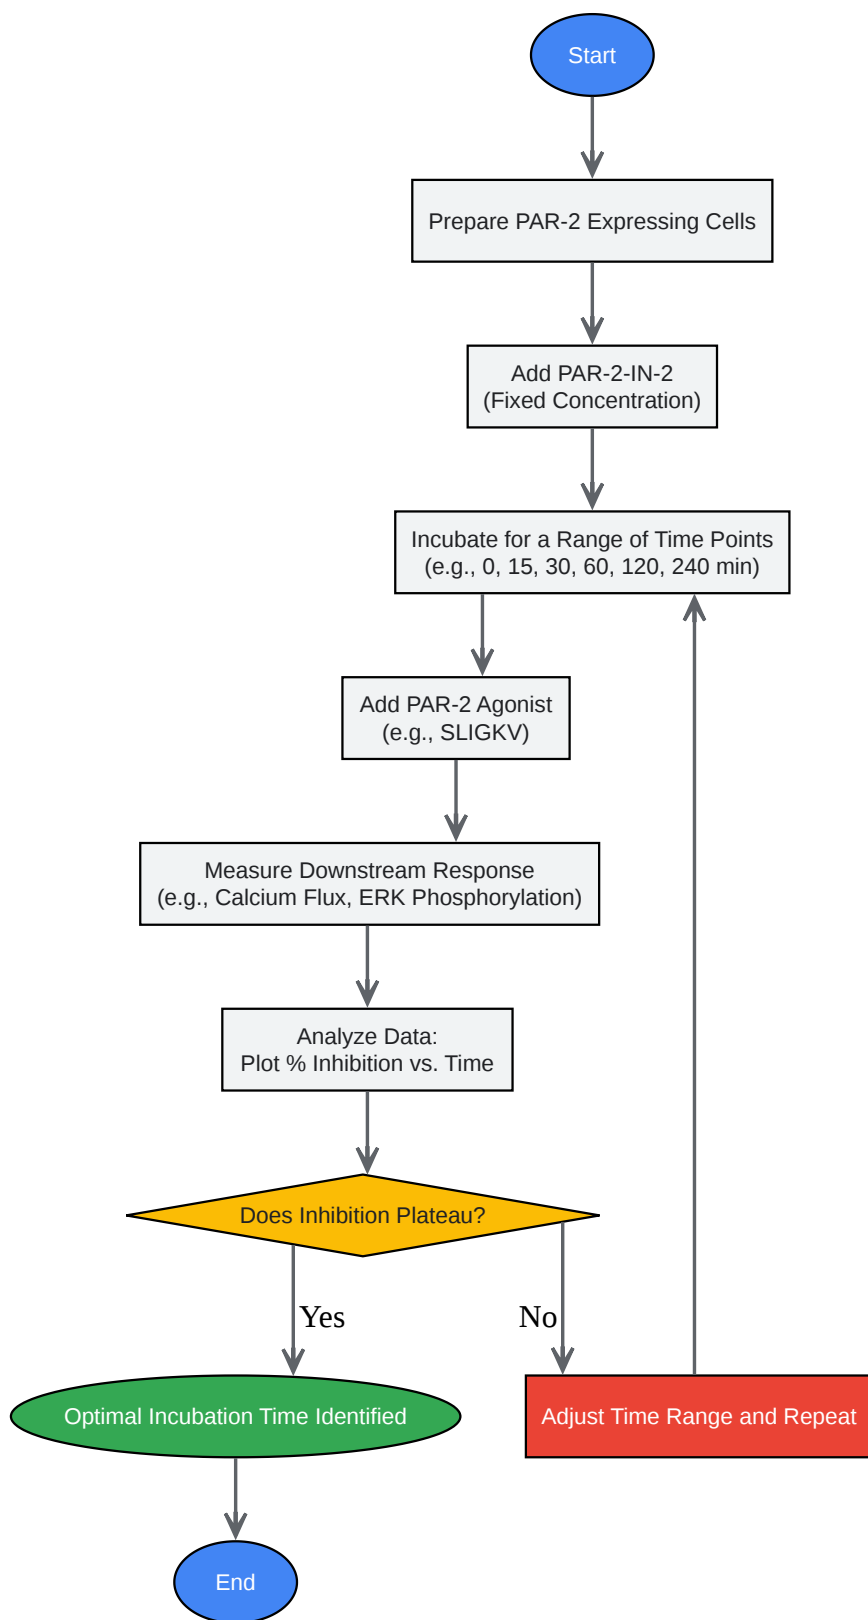 Start
Prepare PAR-2 Expressing Cells
Add PAR-2-IN-2
(Fixed Concentration)
Incubate for a Range of Time Points
(e.g., 0, 15, 30, 60, 120, 240 min)
Add PAR-2 Agonist
(e.g., SLIGKV)
Measure Downstream Response
(e.g., Calcium Flux, ERK Phosphorylation)
Analyze Data:
Plot % Inhibition vs. Time
Does Inhibition Plateau?
Yes
No
Optimal Incubation Time Identified
Adjust Time Range and Repeat
End